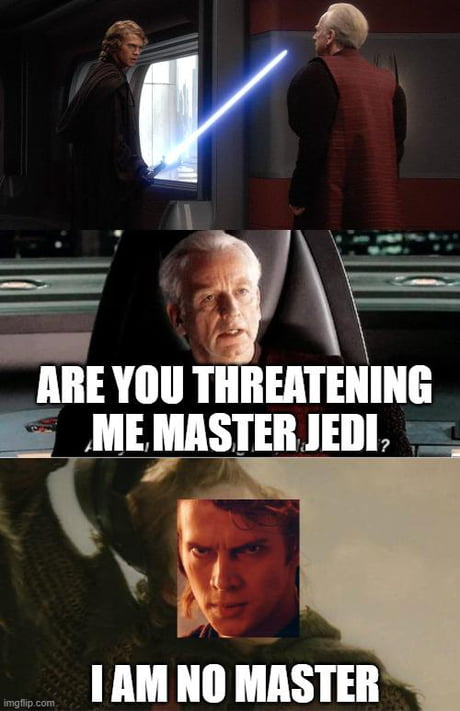 ARE YOU THREATENING
ME MASTER JEDI?
I AM NO MASTER
imgflip.com